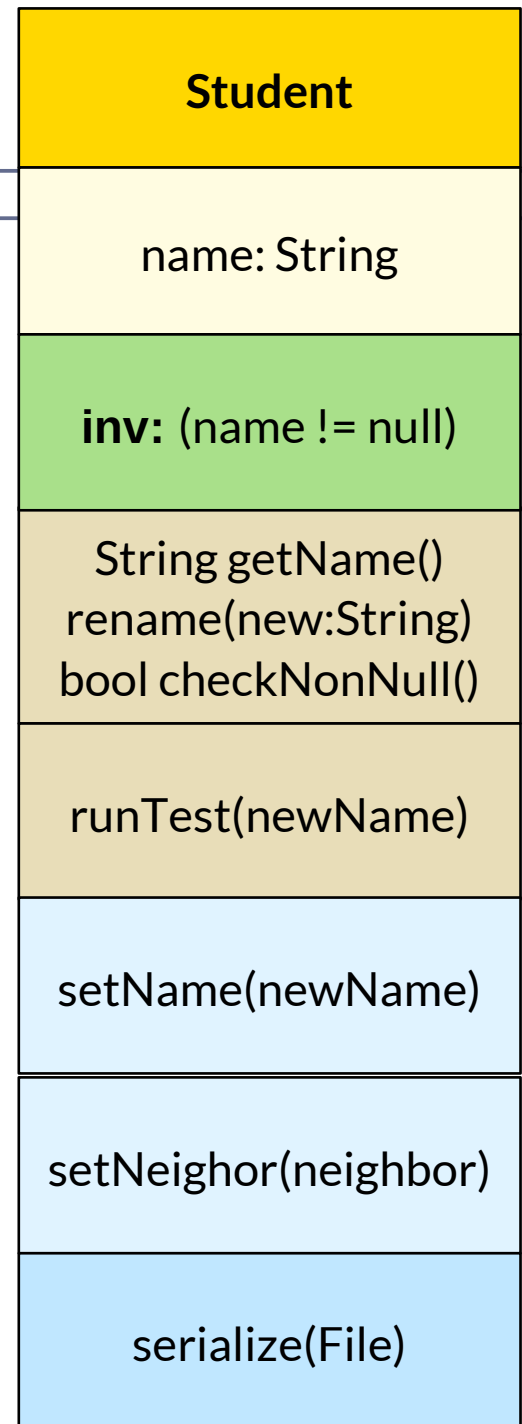 Student
name: String
inv: (name != null)
String getName()
rename(new:String)
bool checkNonNull()
runTest(newName)
setName(newName)
setNeighor(neighbor)
serialize(File)